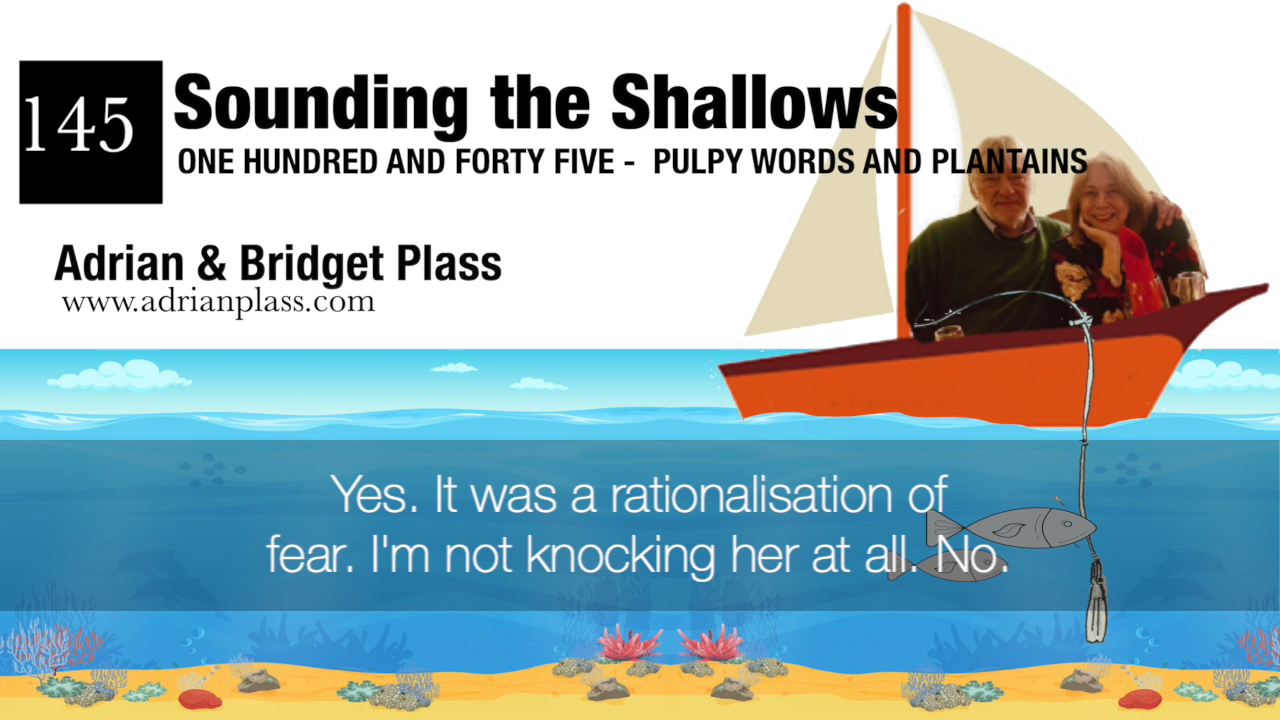 145
Sounding the Shallows
ONE HUNDRED AND FORTY FIVE - PULPY WORDS AND PLANTAINS
Adrian & Bridget Plass
www.adrianplass.com
Yes. It was a rationalisation of
fear. I'm not knocking her at all. No.